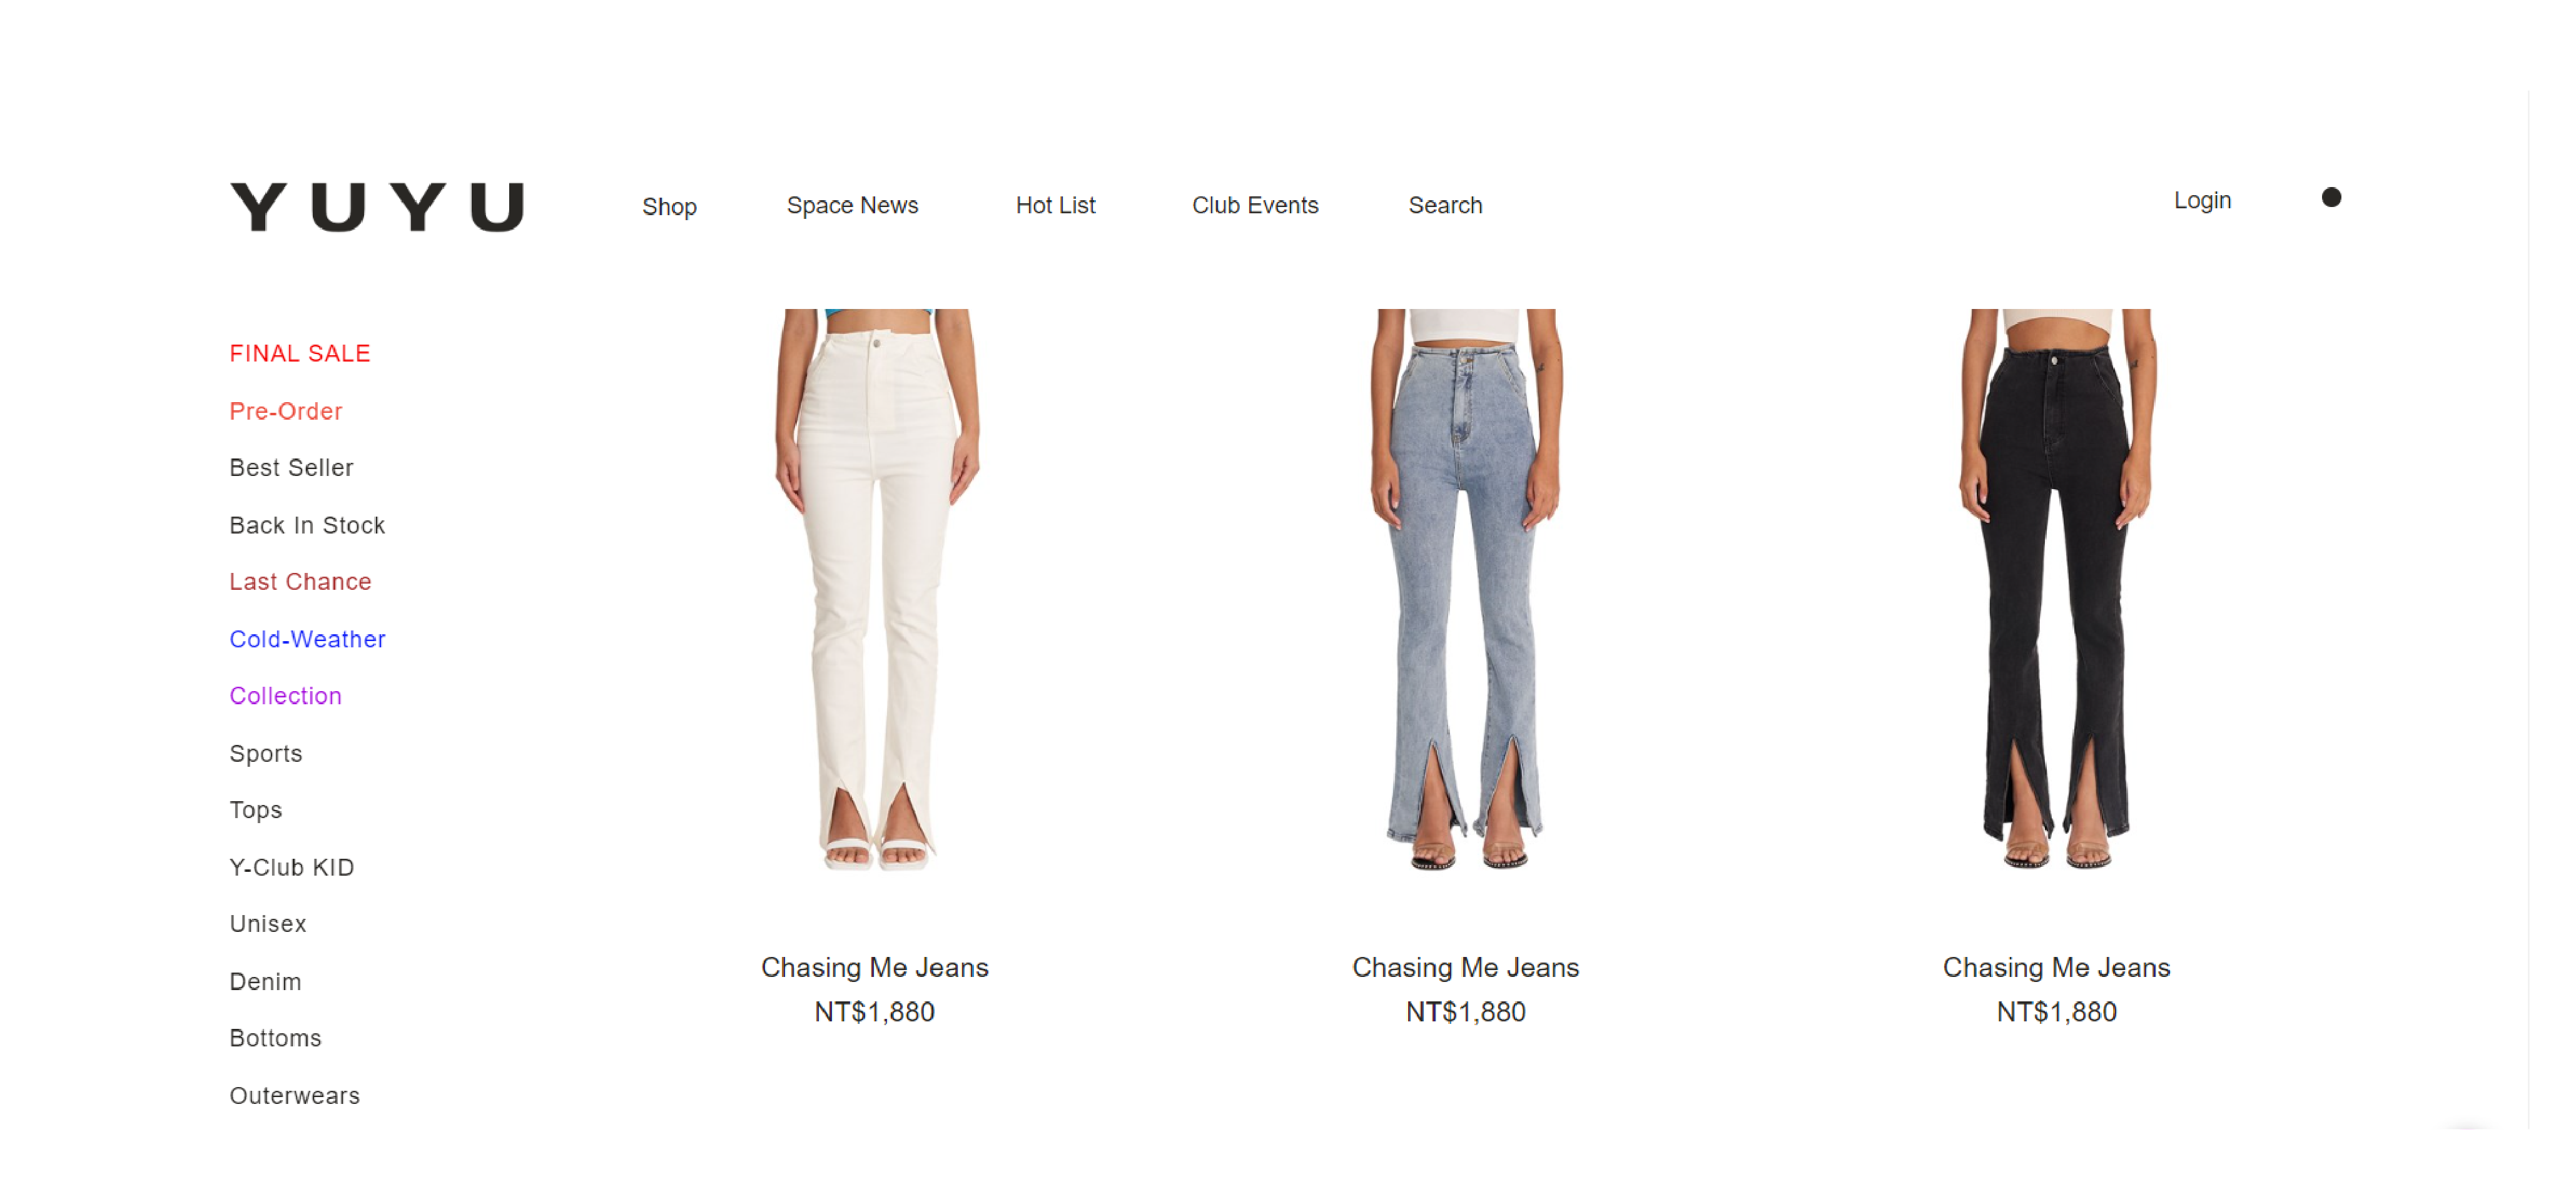 YUYU
Shop
Space News
Hot List
Club Events
Search
Login
FINAL SALE
Pre-Order
Best Seller
Back In Stock
Last Chance
Cold-Weather
Collection
Sports
Tops
Y-Club KID
Unisex
Denim
Bottoms
Outerwears
Chasing Me Jeans
NT$1,880
Chasing Me Jeans
NT$1,880
Chasing Me Jeans
NT$1,880